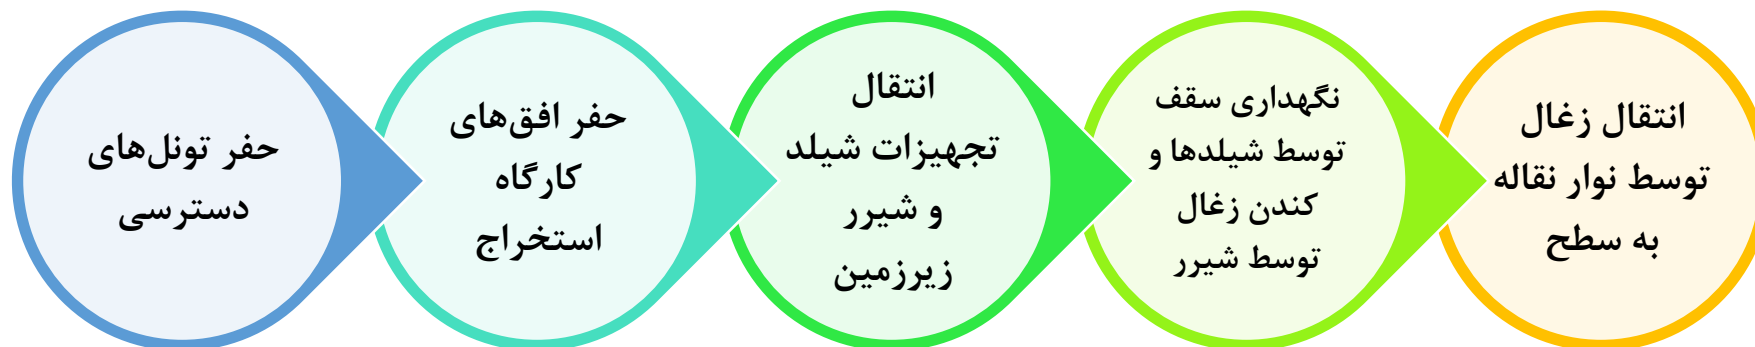 حفر تونل‌های
دسترسی
حفر افق‌های
کارگاه
استخراج
انتقال
تجهیزات شیلد
و شیرر
زیرزمین
نگهداری سقف
توسط شیلدها و
کندن زغال
توسط شیرر
انتقال زغال
توسط نوار نقاله
به سطح